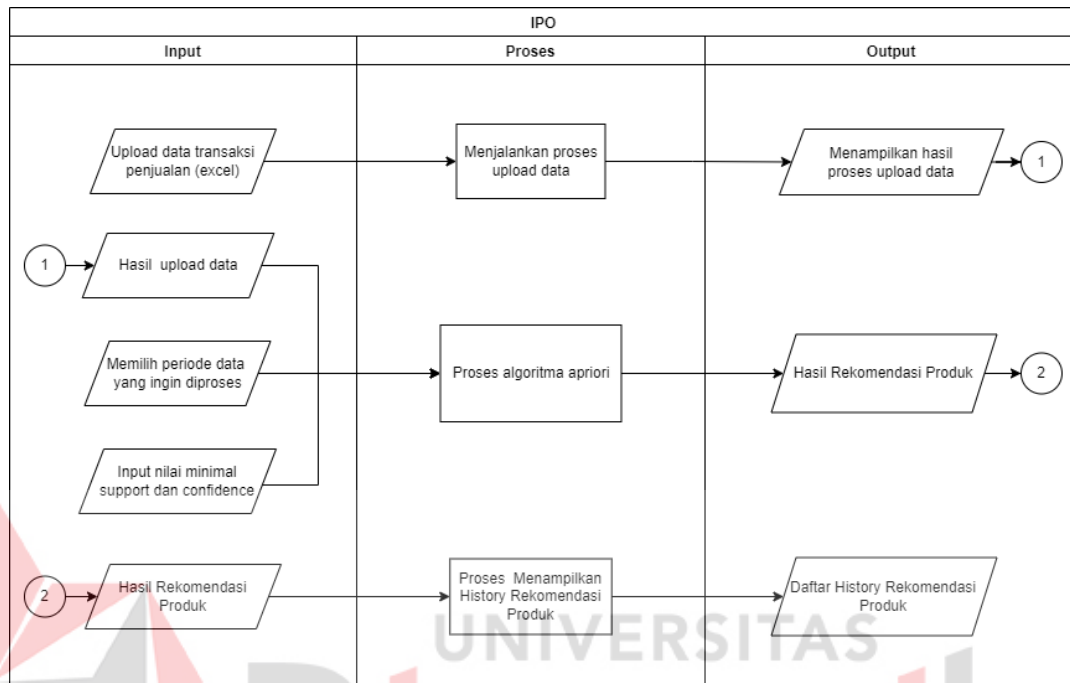 IPO
Input
Proses
Output
Upload data transaksi
penjualan (excel)
Menjalankan proses
upload data
Menampilkan hasil
proses upload data
1
1
Hasil upload data
Memilih periode data
yang ingin diproses
Proses algoritma apriori
Hasil Rekomendasi Produk
2
Input nilai minimal
support dan confidence
2
Hasil Rekomendasi
Produk
Proses Menampilkan
History Rekomendasi
Produk
Daftar History Rekomendasi
Produk
UNIVERSITAS